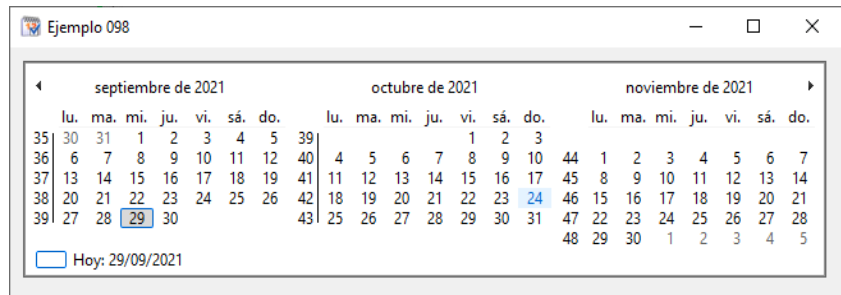 Ejemplo 098
septiembre de 2021 octubre de 2021 noviembre de 2021
lu. ma. mi. ju. vi. sá. do. lu. ma. mi. ju. vi. sá. do. lu. ma. mi. ju. vi. sá. do.
35 30 31 1 2 3 4 5 39 1 2 3
36 6 7 8 9 10 11 12 40 4 5 6 7 8 9 10 44 1 2 3 4 5 6 7
37 13 14 15 16 17 18 19 41 11 12 13 14 15 16 17 45 8 9 10 11 12 13 14
38 20 21 22 23 24 25 26 42 18 19 20 21 22 23 24 46 15 16 17 18 19 20 21
39 27 28 29 30 43 25 26 27 28 29 30 31 47 22 23 24 25 26 27 28
48 29 30 1 2 3 4 5
Hoy: 29/09/2021